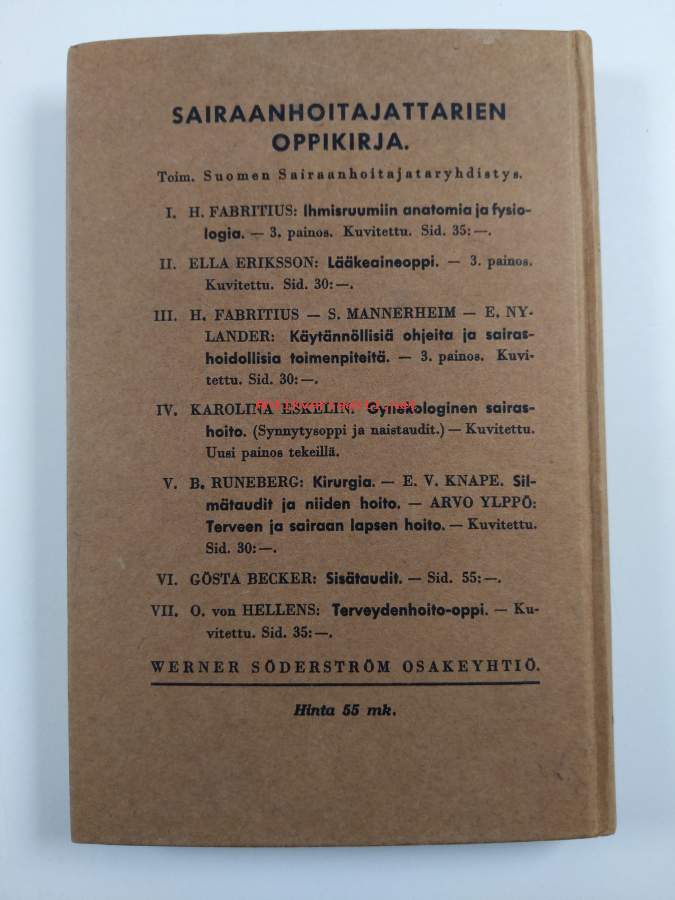 SAIRAANHOITAJATTARIEN
OPPIKIRJA.
Toim. Suomen Sairaanhoitajataryhdistys.
I. H. FABRITIUS: Ihmisruumiin anatomia ja fysio-
logia. — 3. painos. Kuvitettu. Sid. 35:—.
II. ELLA ERIKSSON: Lääkeaineoppi. — 3. painos.
Kuvitettu. Sid. 30:—.
III. H. FABRITIUS — S. MANNERHEIM — E. NY-
LANDER: Käytännöllisiä ohjeita ja sairas-
hoidollisia toimenpiteitä. — 3. painos. Kuvi-
tettu. Sid. 30:—.
IV. KAROLINA ESKELIN. Gynekologinen sairas-
hoito. (Synnytysoppi ja naistaudit.) — Kuvitettu.
Uusi painos tekeillä.
V. B. RUNEBERG: Kirurgia. — E. V. KNAPE. Sil-
mätaudit ja niiden hoito. — ARVO YLPPÖ:
Terveen ja sairaan lapsen hoito. — Kuvitettu.
Sid. 30:—.
VI. GÖSTA BECKER: Sisätaudit. — Sid. 55:—.
VII. O. von HELLENS: Terveydenhoito-oppi. — Ku-
vitettu. Sid. 35:—.
WERNER SÖDERSTRÖM OSAKEYHTIÖ.
Hinta 55 mk.